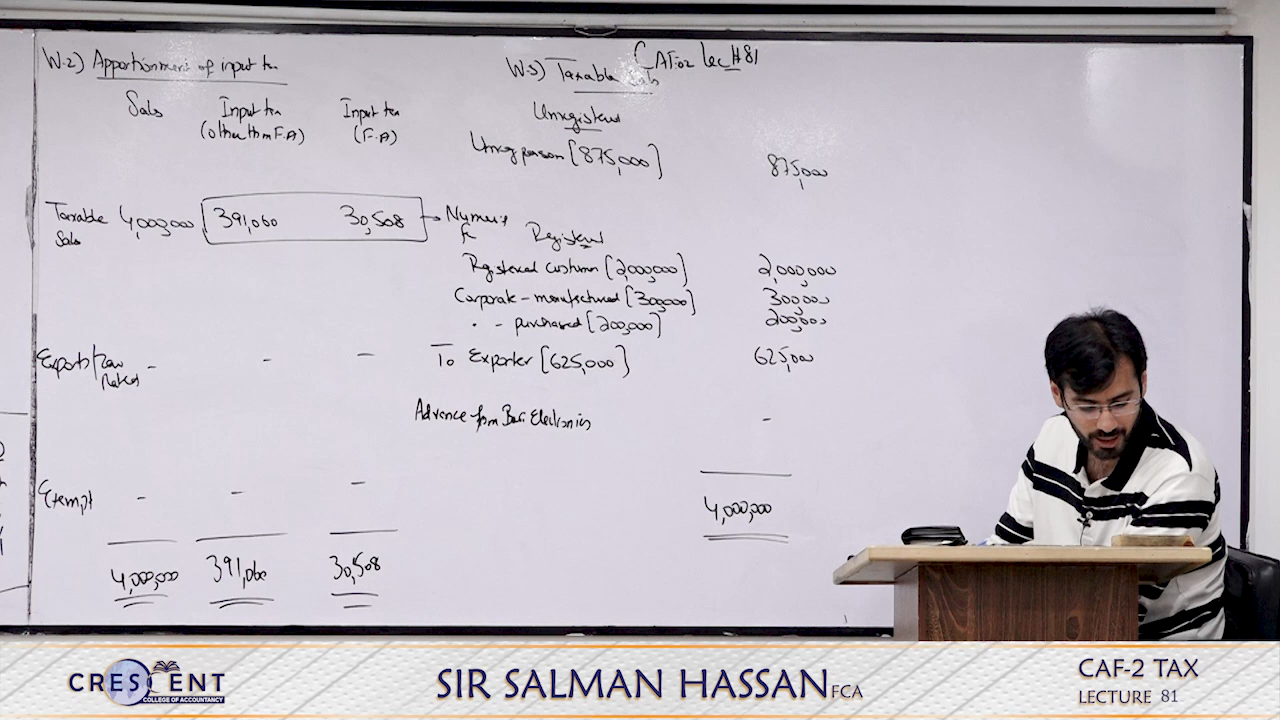 W-2) Apportionment of input tax
Sales Input tax Input tax
(other than F.A) (F.A)
Taxable 4,000,000 391,060 30,508
Sales
Exports/Zero - - -
Rated
Exempt - - -
4,000,000 391,060 30,508
CAF-02 Lec # 81
W-3) Taxable Sales
Unregistered
Unreg person [875,000] 875,000
Registered
Registered customer [2,000,000] 2,000,000
Corporate - manufactured [300,000] 300,000
" - purchased [200,000] 200,000
To Exporter [625,000] 625,000
Advance from Electronics -
4,000,000
CRESCENT
COLLEGE OF ACCOUNTANCY
SIR SALMAN HASSAN FCA
CAF-2 TAX
LECTURE 81